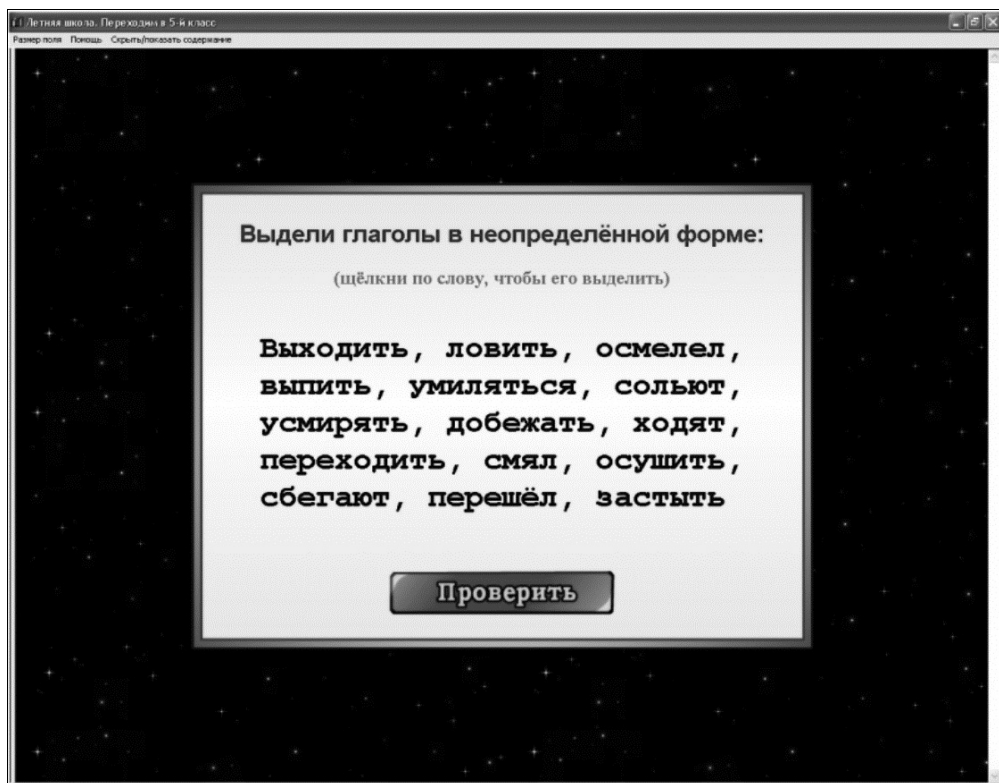 Летняя школа. Переходим в 5-й класс
Размер поля Помощь Скрыть/показать содержание
Выдели глаголы в неопределённой форме:
(щёлкни по слову, чтобы его выделить)
Выходить, ловить, осмелел,
выпить, умиляться, сольют,
усмирять, добежать, ходят,
переходить, смял, осушить,
сбегают, перешёл, застыть
Проверить